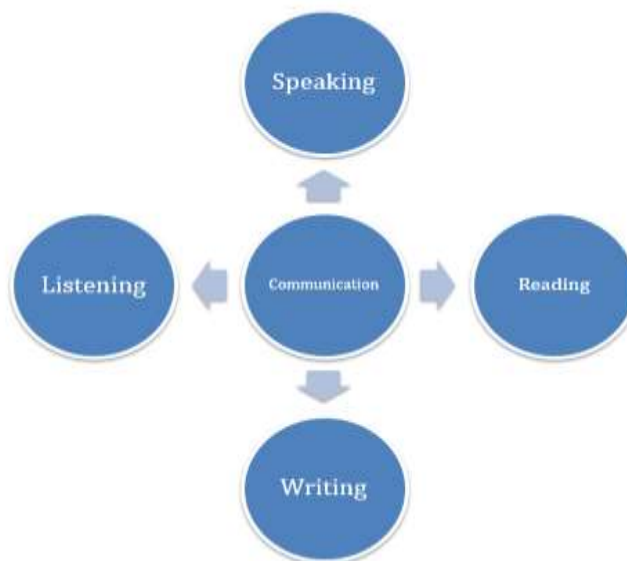 Speaking
Listening
Communication
Reading
Writing